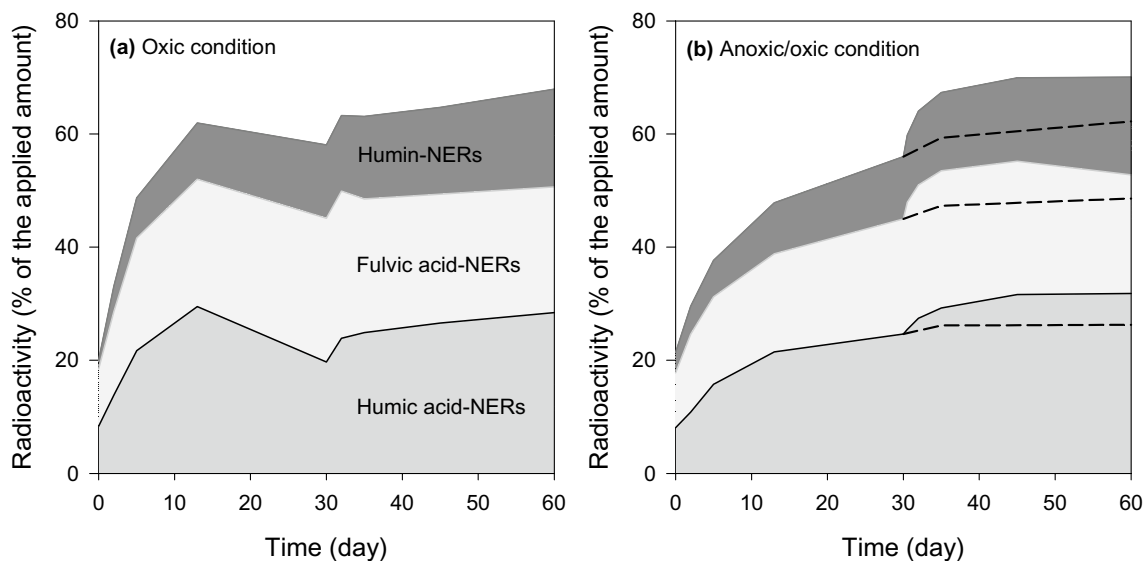 (a) Oxic condition
Radioactivity (% of the applied amount)
80
60
40
20
0
Humin-NERs
Fulvic acid-NERs
Humic acid-NERs
0 10 20 30 40 50 60
Time (day)
(b) Anoxic/oxic condition
Radioactivity (% of the applied amount)
80
60
40
20
0
0 10 20 30 40 50 60
Time (day)